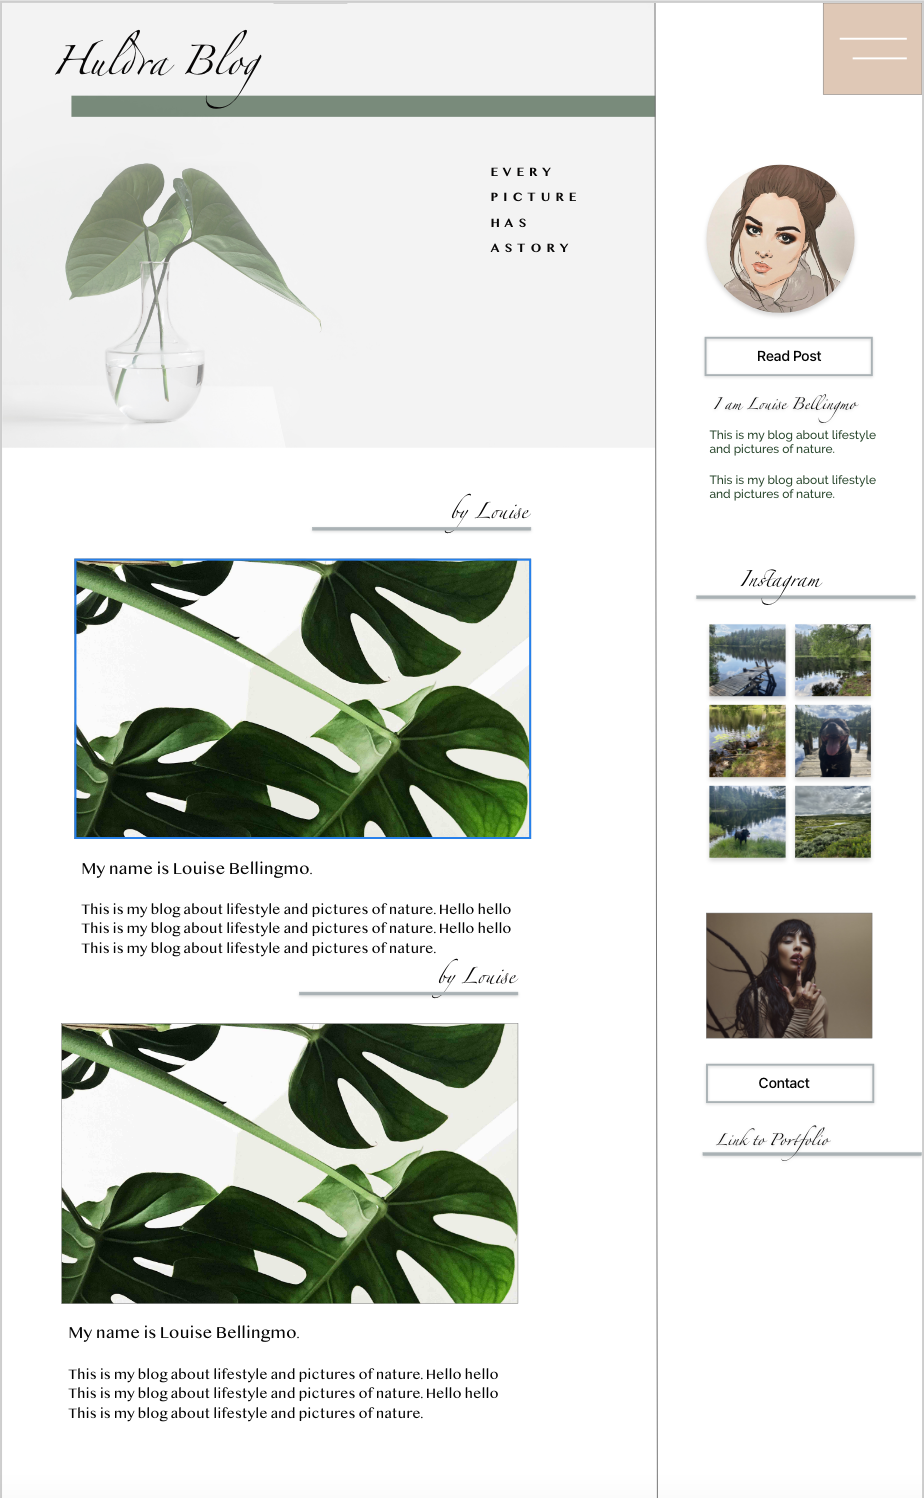 Huldra Blog
EVERY
PICTURE
HAS
ASTORY
by Louise
My name is Louise Bellingmo.
This is my blog about lifestyle and pictures of nature. Hello hello
This is my blog about lifestyle and pictures of nature. Hello hello
This is my blog about lifestyle and pictures of nature.
by Louise
My name is Louise Bellingmo.
This is my blog about lifestyle and pictures of nature. Hello hello
This is my blog about lifestyle and pictures of nature. Hello hello
This is my blog about lifestyle and pictures of nature.
Read Post
I am Louise Bellingmo
This is my blog about lifestyle
and pictures of nature.
This is my blog about lifestyle
and pictures of nature.
Instagram
Contact
Link to Portfolio